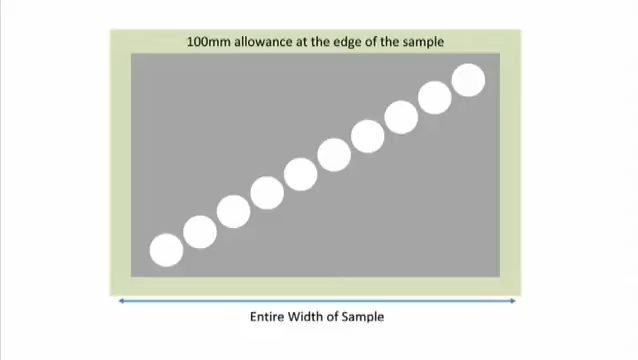 100mm allowance at the edge of the sample
Entire Width of Sample